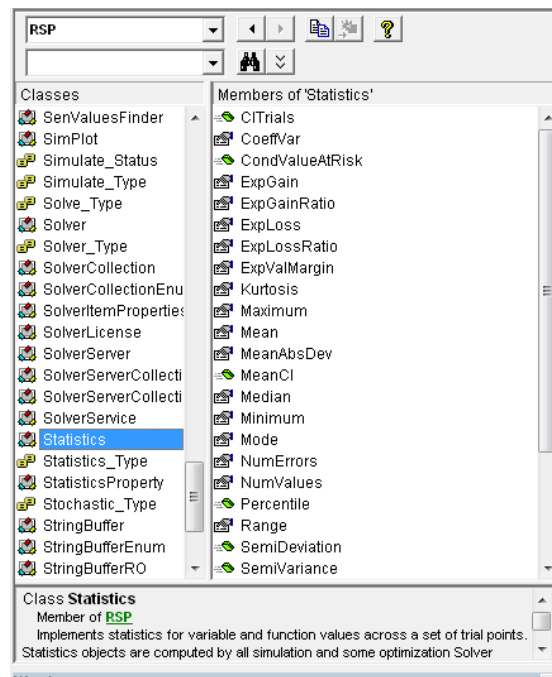 RSP
Classes
SenValuesFinder
SimPlot
Simulate_Status
Simulate_Type
Solve_Type
Solver
Solver_Type
SolverCollection
SolverCollectionEnu
SolverItemProperties
SolverLicense
SolverServer
SolverServerCollecti
SolverServerCollecti
SolverService
Statistics
Statistics_Type
StatisticsProperty
Stochastic_Type
StringBuffer
StringBufferEnum
StringBufferRO
Members of 'Statistics'
CITrials
CoeffVar
CondValueAtRisk
ExpGain
ExpGainRatio
ExpLoss
ExpLossRatio
ExpValMargin
Kurtosis
Maximum
Mean
MeanAbsDev
MeanCI
Median
Minimum
Mode
NumErrors
NumValues
Percentile
Range
SemiDeviation
SemiVariance
Class Statistics
Member of RSP
Implements statistics for variable and function values across a set of trial points.
Statistics objects are computed by all simulation and some optimization Solver